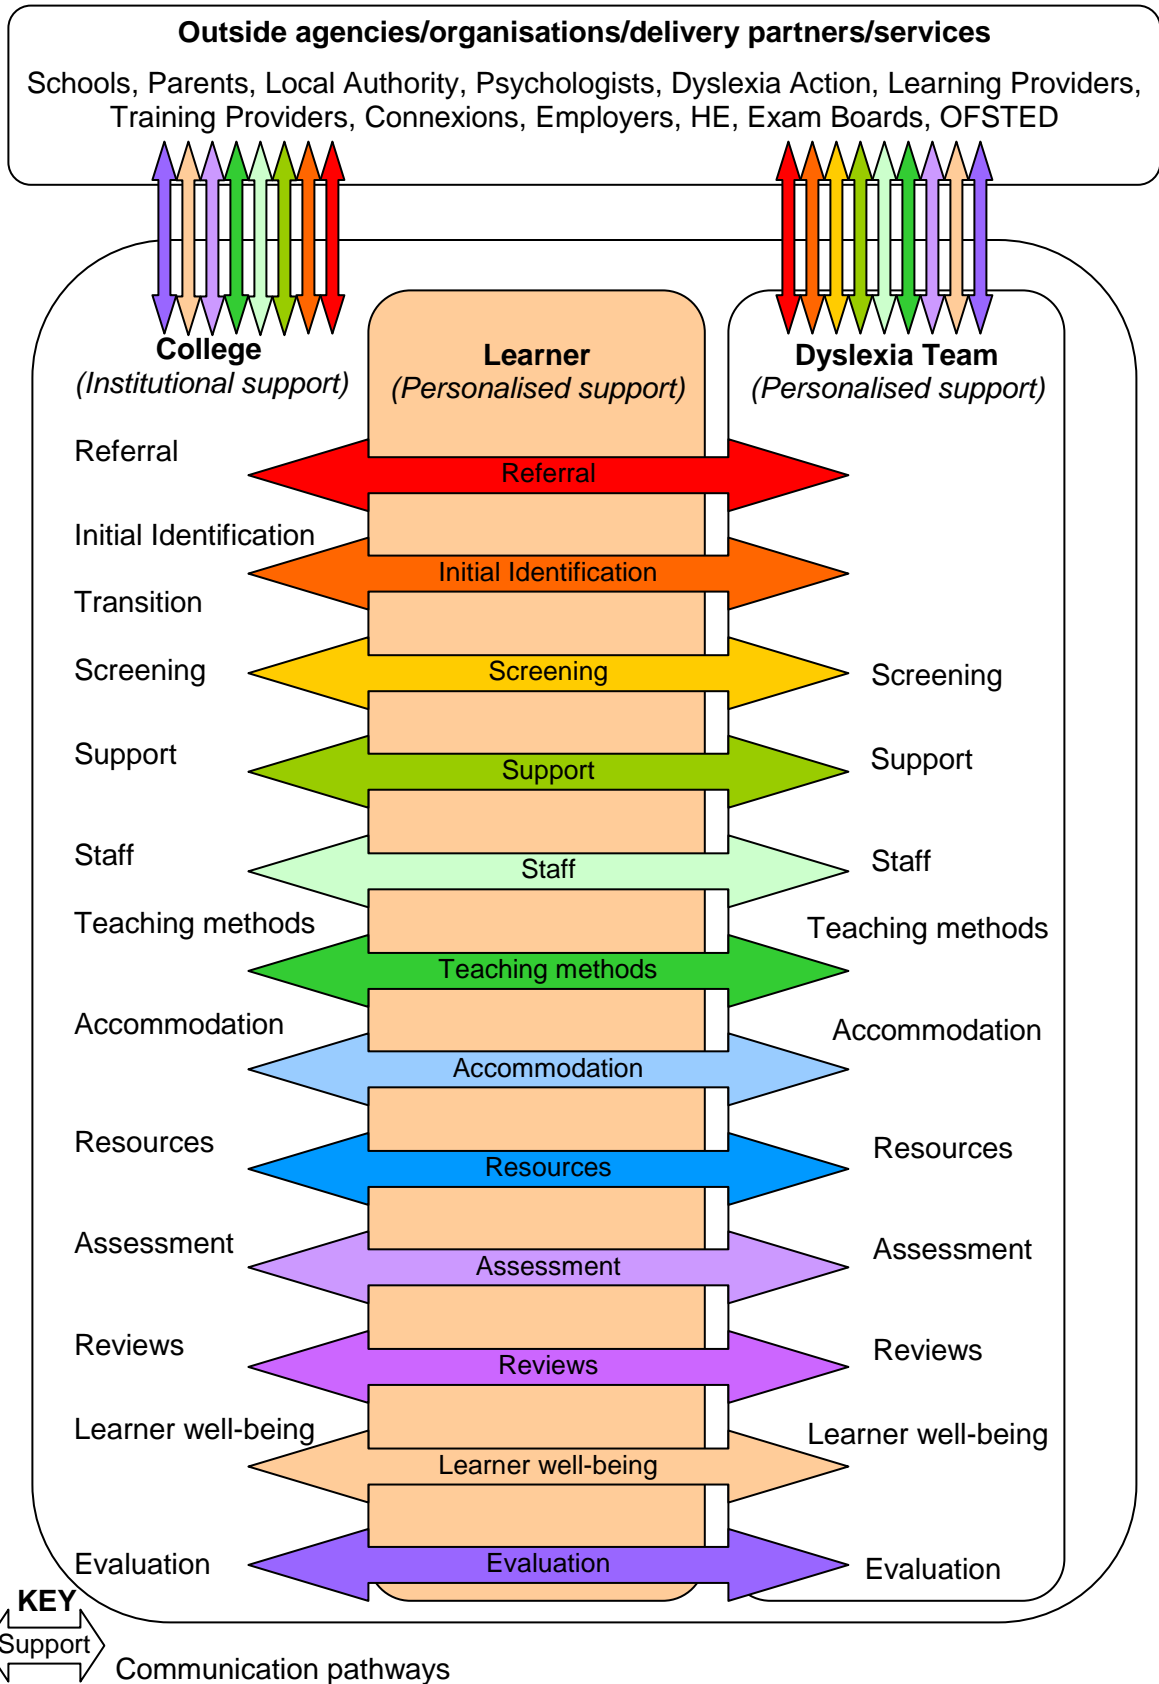 Outside agencies/organisations/delivery partners/services
Schools, Parents, Local Authority, Psychologists, Dyslexia Action, Learning Providers,
Training Providers, Connexions, Employers, HE, Exam Boards, OFSTED
College
(Institutional support)
Learner
(Personalised support)
Dyslexia Team
(Personalised support)
Referral
Referral
Initial Identification
Initial Identification
Transition
Screening
Screening
Screening
Support
Support
Support
Staff
Staff
Staff
Teaching methods
Teaching methods
Teaching methods
Accommodation
Accommodation
Accommodation
Resources
Resources
Resources
Assessment
Assessment
Assessment
Reviews
Reviews
Reviews
Learner well-being
Learner well-being
Learner well-being
Evaluation
Evaluation
Evaluation
KEY
Support
Communication pathways